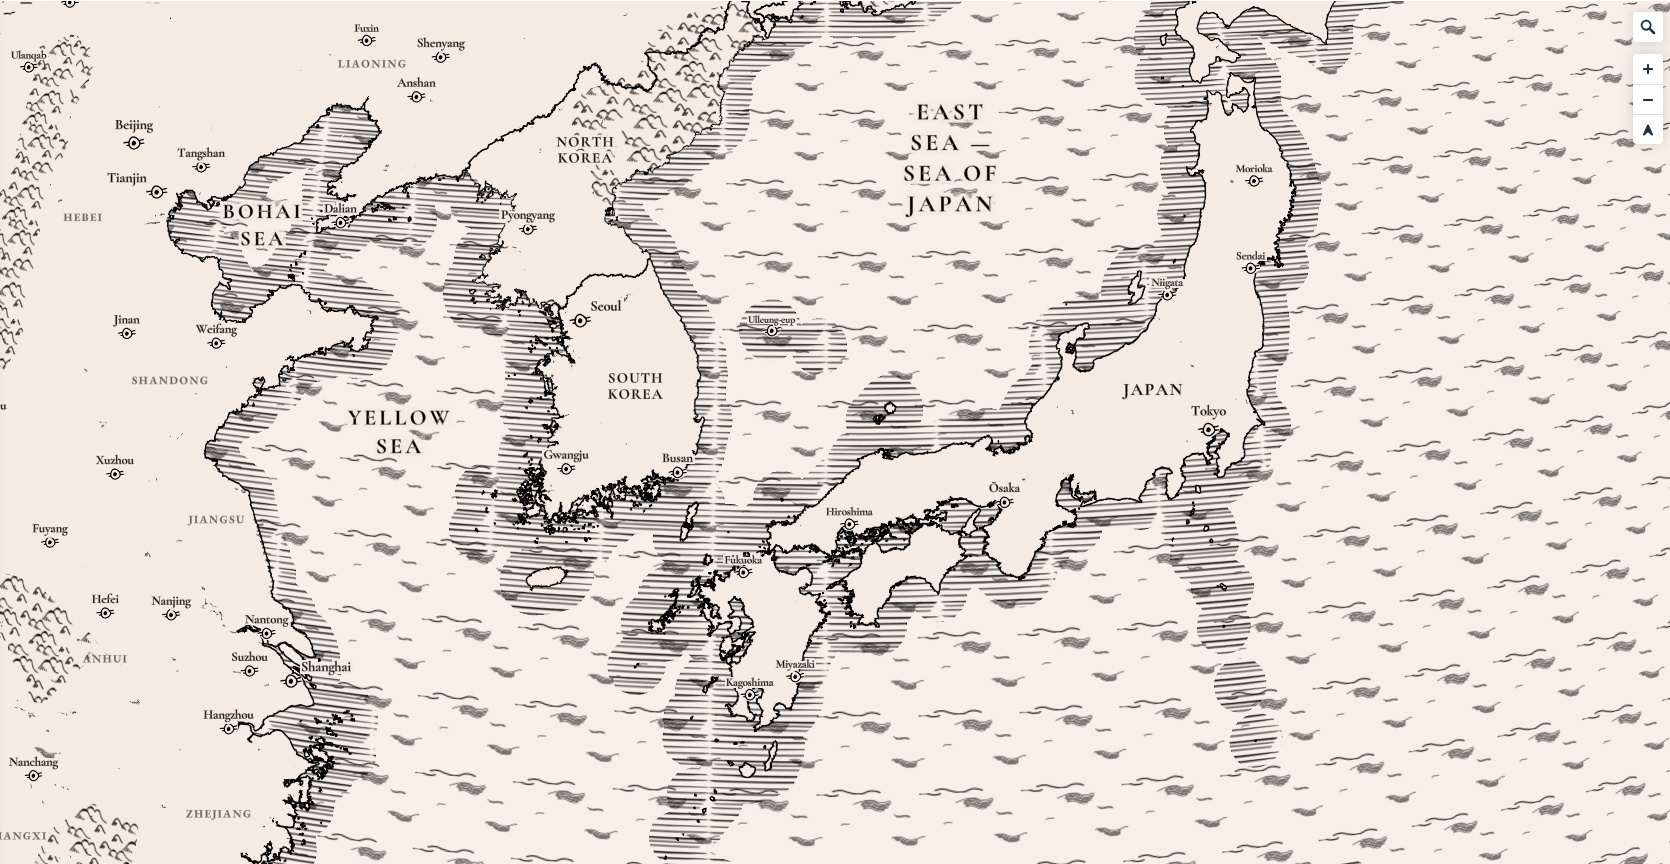 Fuxin
Shenyang
Ulanqab
LIAONING
Anshan
EAST
SEA —
SEA OF
JAPAN
Beijing
NORTH
KOREA
Tangshan
Morioka
Tianjin
HEBEI
BOHAI
SEA
Dalian
Pyongyang
Sendai
Niigata
Seoul
Jinan
Weifang
Ulleung-eup
SHANDONG
SOUTH
KOREA
JAPAN
u
YELLOW
SEA
Tokyo
Xuzhou
Gwangju
Busan
Ōsaka
JIANGSU
Hiroshima
Fuyang
Fukuoka
Hefei
Nanjing
Nantong
ANHUI
Suzhou
Shanghai
Miyazaki
Kagoshima
Hangzhou
Nanchang
ZHEJIANG
IANGXI